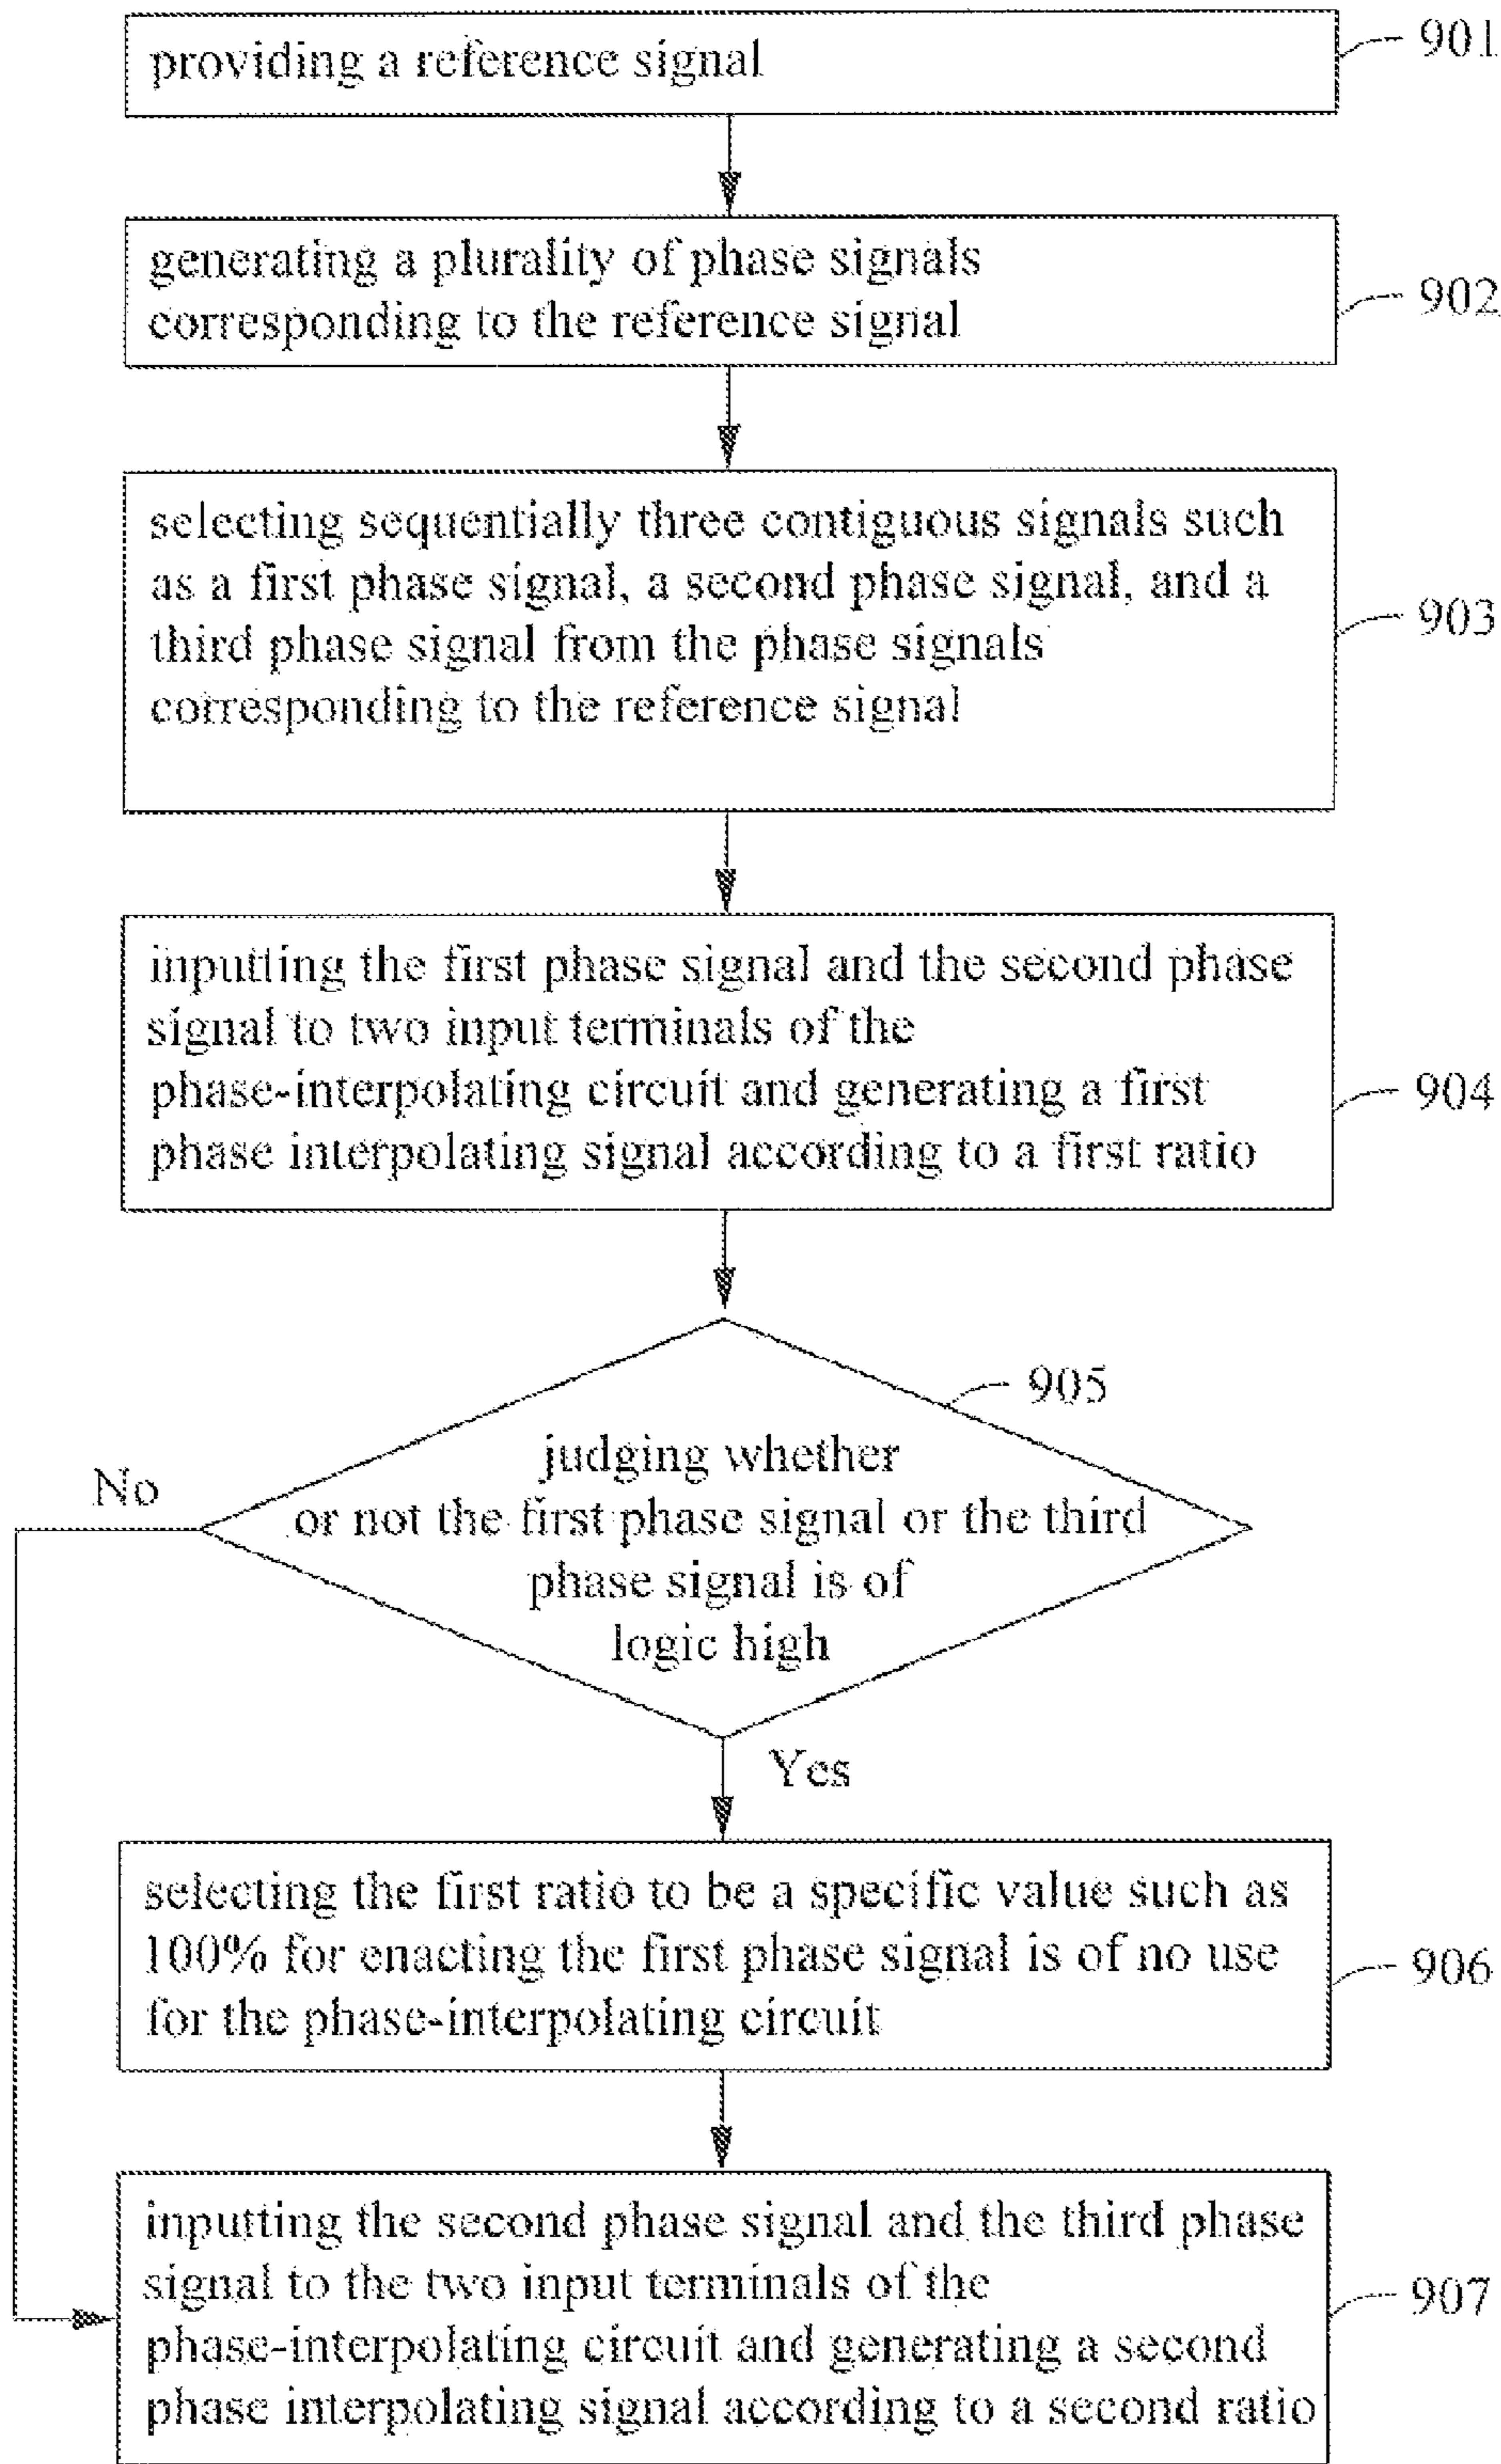 providing a reference signal
901
generating a plurality of phase signals
corresponding to the reference signal
902
selecting sequentially three contiguous signals such
as a first phase signal, a second phase signal, and a
third phase signal from the phase signals
corresponding to the reference signal
903
inputting the first phase signal and the second phase
signal to two input terminals of the
phase-interpolating circuit and generating a first
phase interpolating signal according to a first ratio
904
905
judging whether
or not the first phase signal or the third
phase signal is of
logic high
No
Yes
selecting the first ratio to be a specific value such as
100% for enacting the first phase signal is of no use
for the phase-interpolating circuit
906
inputting the second phase signal and the third phase
signal to the two input terminals of the
phase-interpolating circuit and generating a second
phase interpolating signal according to a second ratio
907